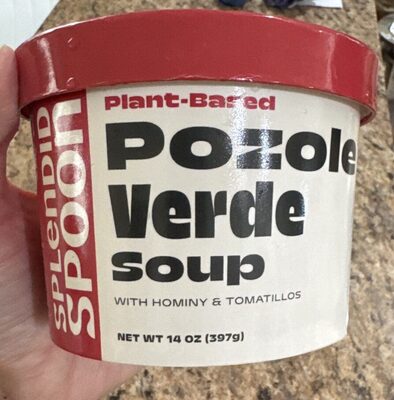 SPLENDID
SPOON
Plant-Based
Pozole
Verde
Soup
WITH HOMINY & TOMATILLOS
NET WT 14 OZ (397g)